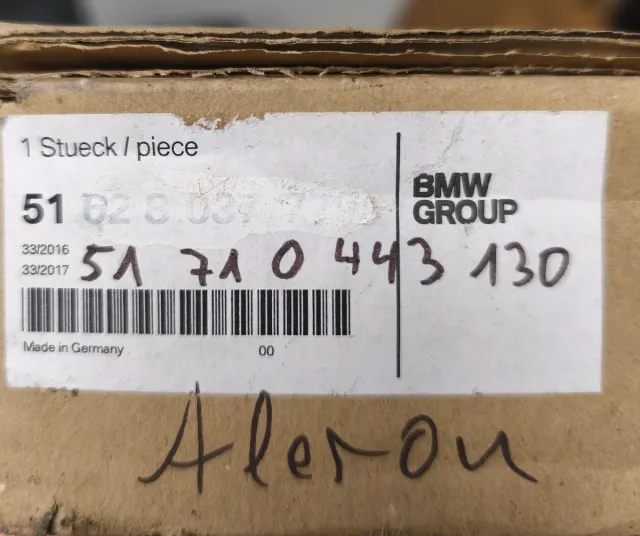 1 Stueck / piece
51
BMW
GROUP
33/2016
33/2017
51 71 0 443 130
Made in Germany 00
Aleron